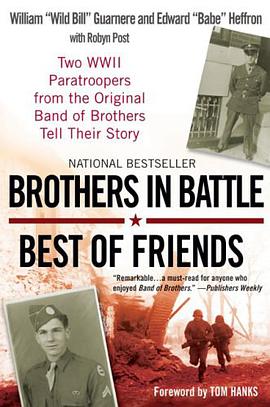 William "Wild Bill" Guarnere and Edward "Babe" Heffron
with Robyn Post
Two WWII
Paratroopers
from the Original
Band of Brothers
Tell Their Story
NATIONAL BESTSELLER
BROTHERS IN BATTLE
BEST OF FRIENDS
"Remarkable...a must-read for anyone who
enjoyed Band of Brothers." —Publishers Weekly
Foreword by TOM HANKS